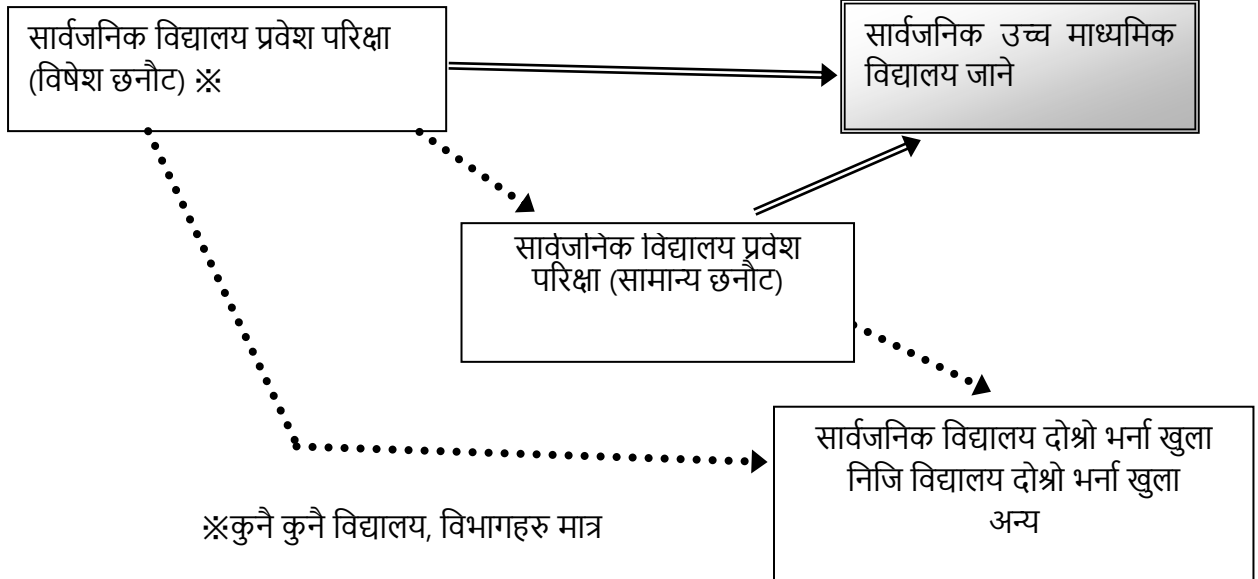 सार्वजनिक विद्यालय प्रवेश परिक्षा
(विषेश छनौट) ※
सार्वजनिक उच्च माध्यमिक
विद्यालय जाने
सार्वजनिक विद्यालय प्रवेश
परिक्षा (सामान्य छनौट)
सार्वजनिक विद्यालय दोश्रो भर्ना खुला
निजि विद्यालय दोश्रो भर्ना खुला
अन्य
※कुनै कुनै विद्यालय, विभागहरु मात्र